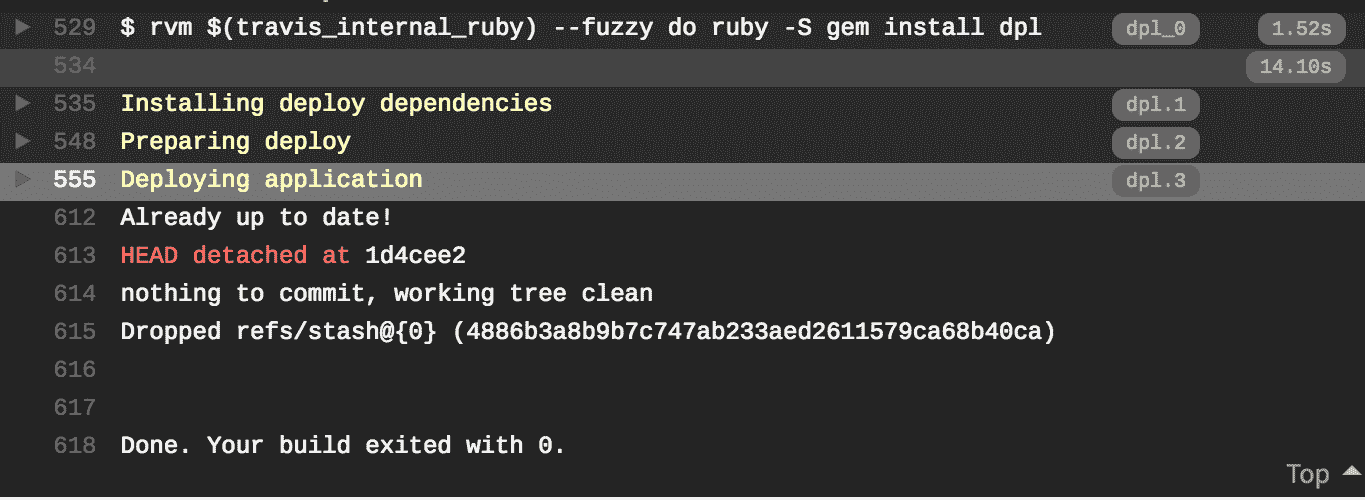 529 $ rvm $(travis_internal_ruby) --fuzzy do ruby -S gem install dpl dpl_0 1.52s
534 14.10s
535 Installing deploy dependencies dpl.1
548 Preparing deploy dpl.2
555 Deploying application dpl.3
612 Already up to date!
613 HEAD detached at 1d4cee2
614 nothing to commit, working tree clean
615 Dropped refs/stash@{0} (4886b3a8b9b7c747ab233aed2611579ca68b40ca)
616
617
618 Done. Your build exited with 0.
Top